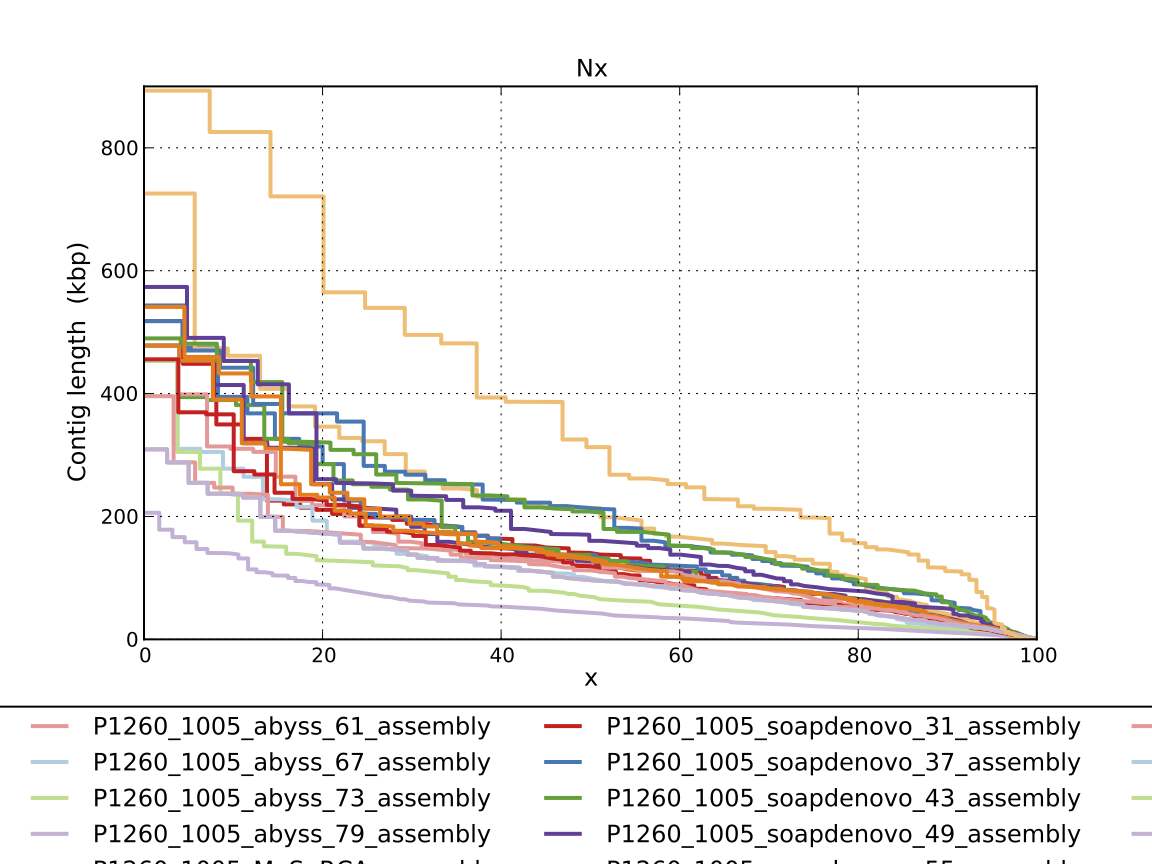 Nx
Contig length (kbp)
800
600
400
200
0
0 20 40 60 80 100
x
P1260_1005_abyss_61_assembly P1260_1005_soapdenovo_31_assembly
P1260_1005_abyss_67_assembly P1260_1005_soapdenovo_37_assembly
P1260_1005_abyss_73_assembly P1260_1005_soapdenovo_43_assembly
P1260_1005_abyss_79_assembly P1260_1005_soapdenovo_49_assembly